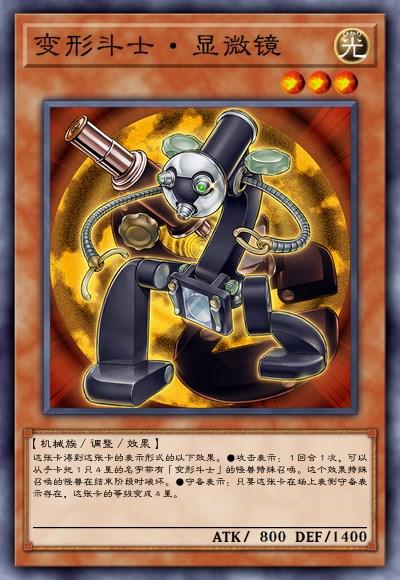 变形斗士・显微镜
光
ひかり
【机械族／调整／效果】
这张卡得到这张卡的表示形式的以下效果。●攻击表示：1回合1次，可以
从手卡把1只4星的名字带有「变形斗士」的怪兽特殊召唤。这个效果特殊
召唤的怪兽在结束阶段时破坏。●守备表示：只要这张卡在场上表侧守备表
示存在，这张卡的等级变成4星。
ATK/ 800 DEF/1400